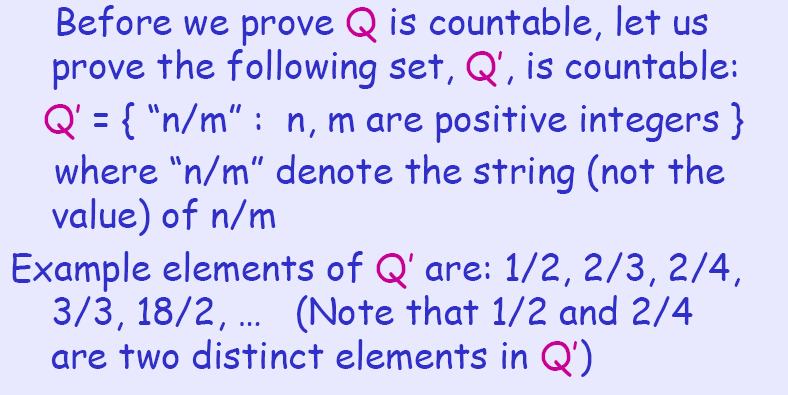 Before we prove Q is countable, let us
prove the following set, Q', is countable:
Q' = { “n/m” :  n, m are positive integers }
where “n/m” denote the string (not the
value) of n/m
Example elements of Q' are: 1/2, 2/3, 2/4,
3/3, 18/2, …   (Note that 1/2 and 2/4
are two distinct elements in Q')